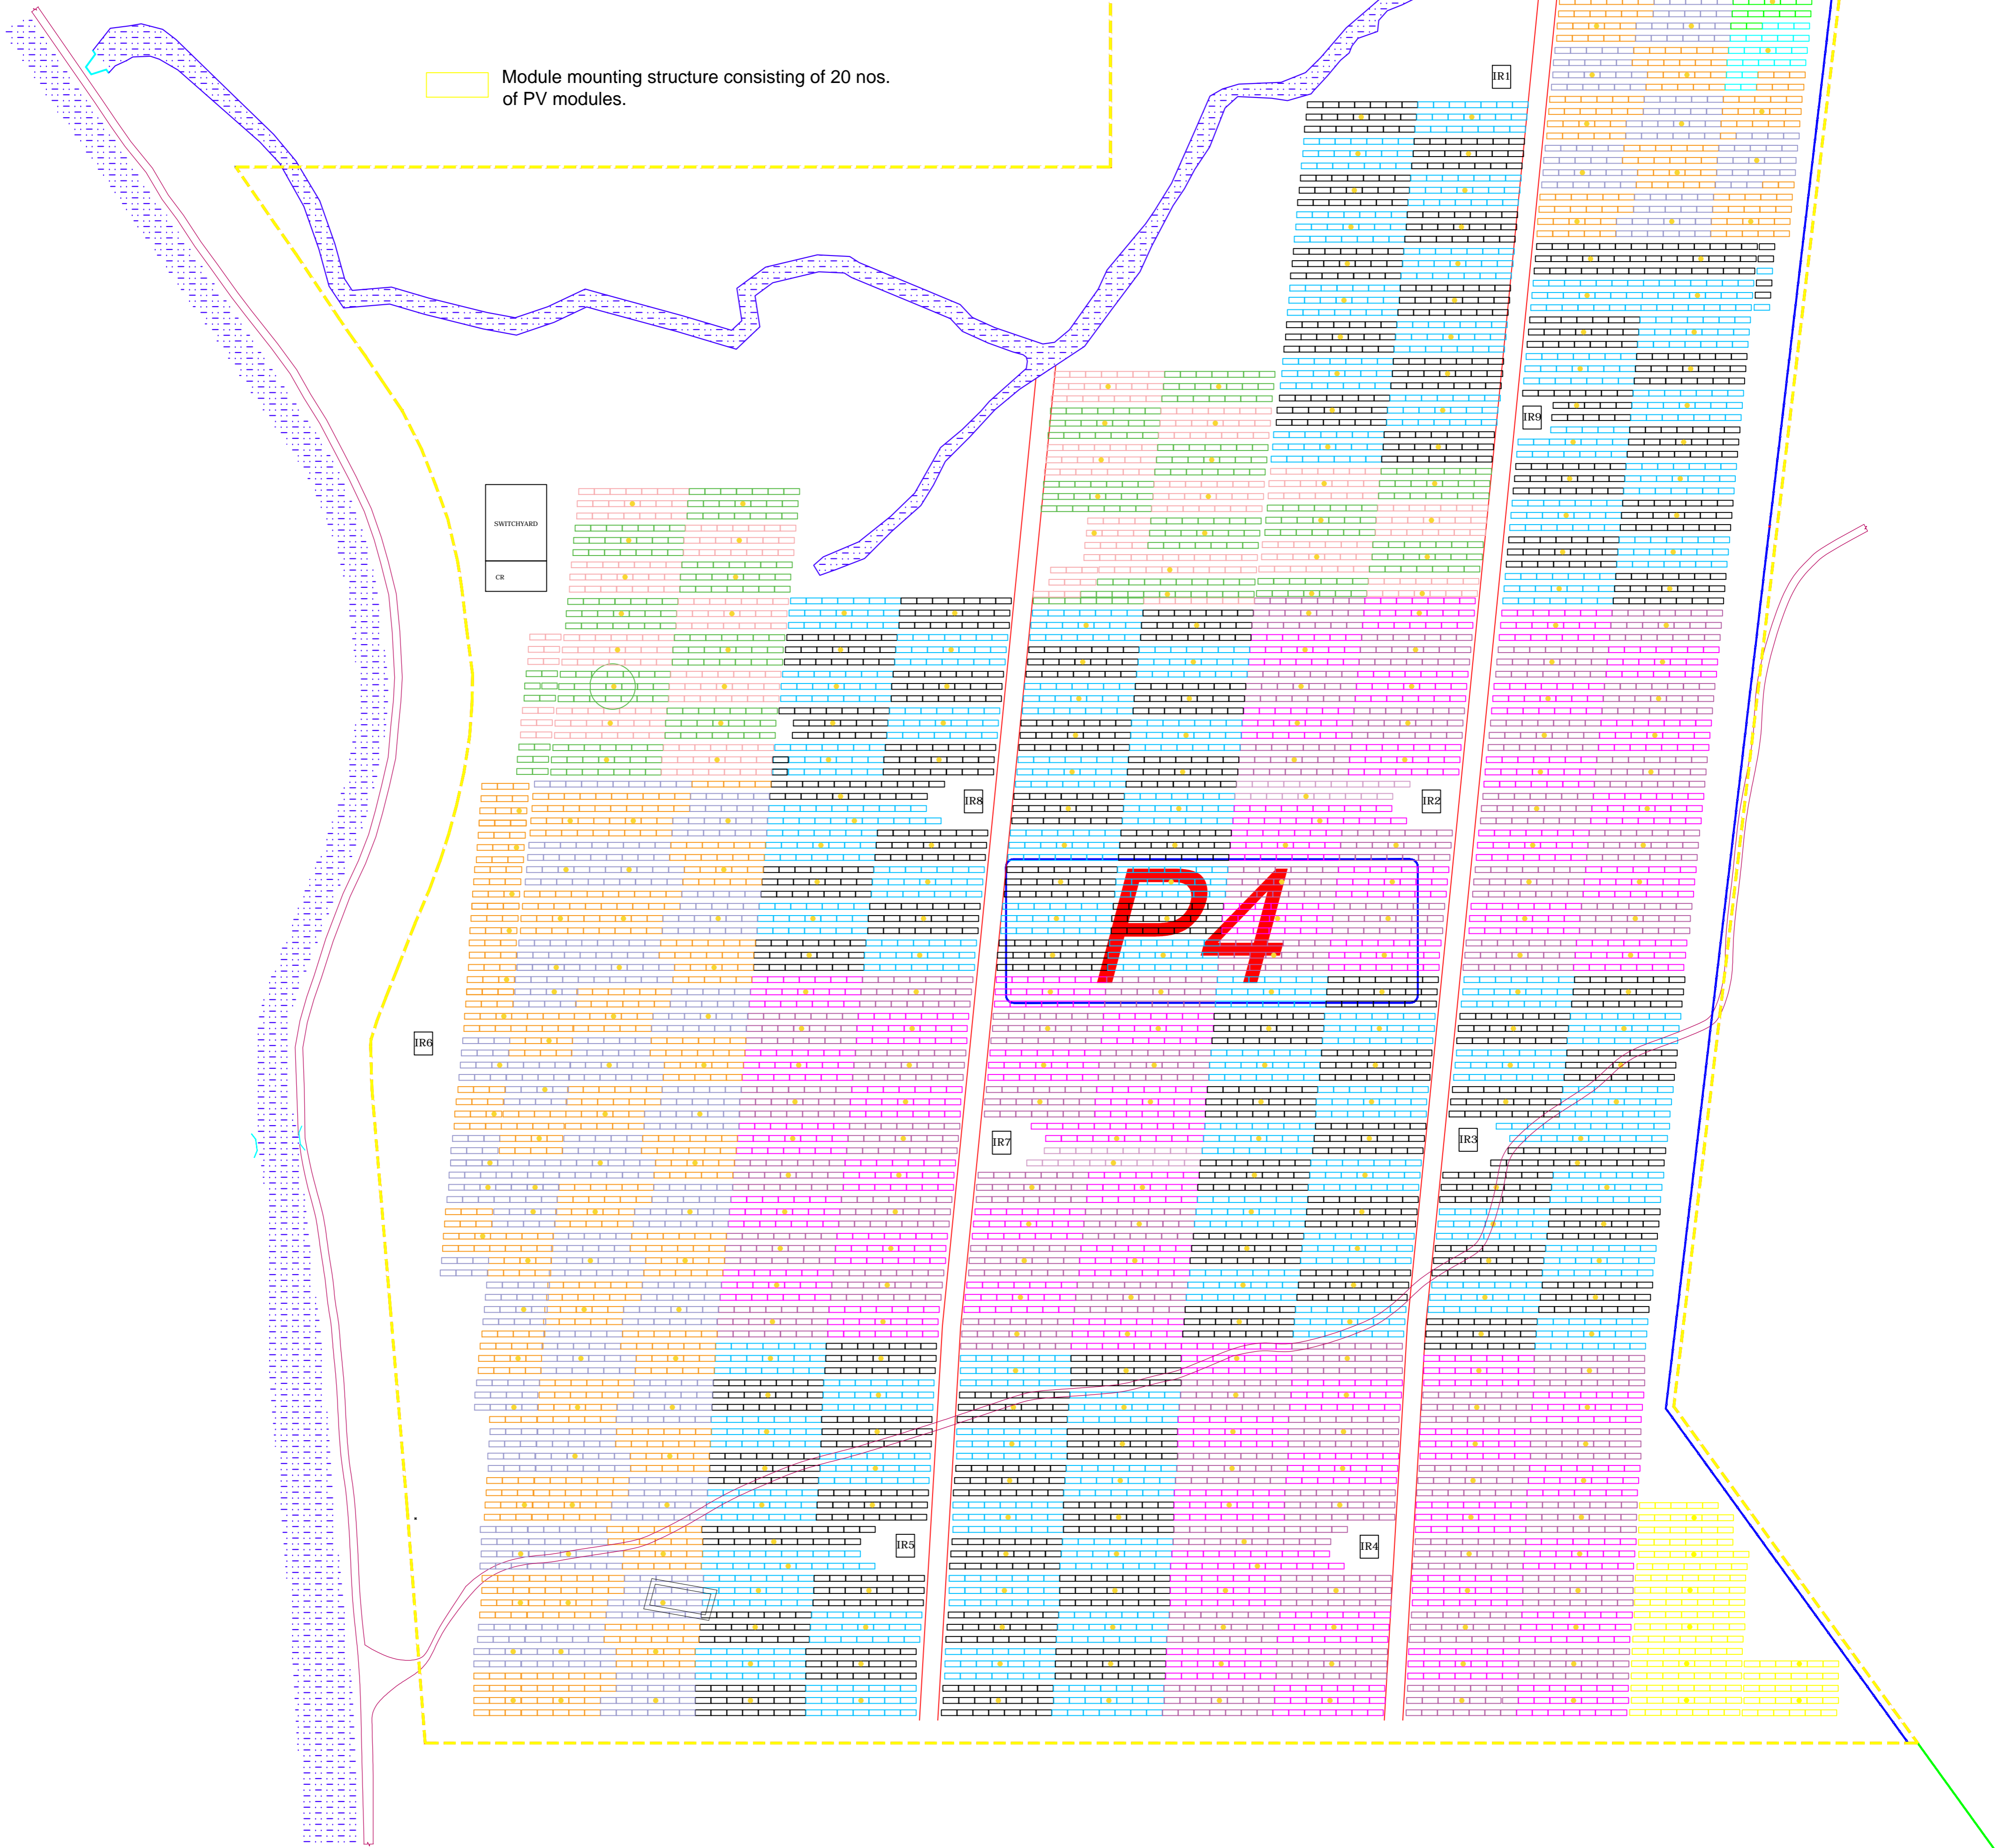 Module mounting structure consisting of 20 nos.
of PV modules.
IR1
IR9
SWITCHYARD
CR
IR8
IR2
P4
IR6
IR7
IR3
IR5
IR4